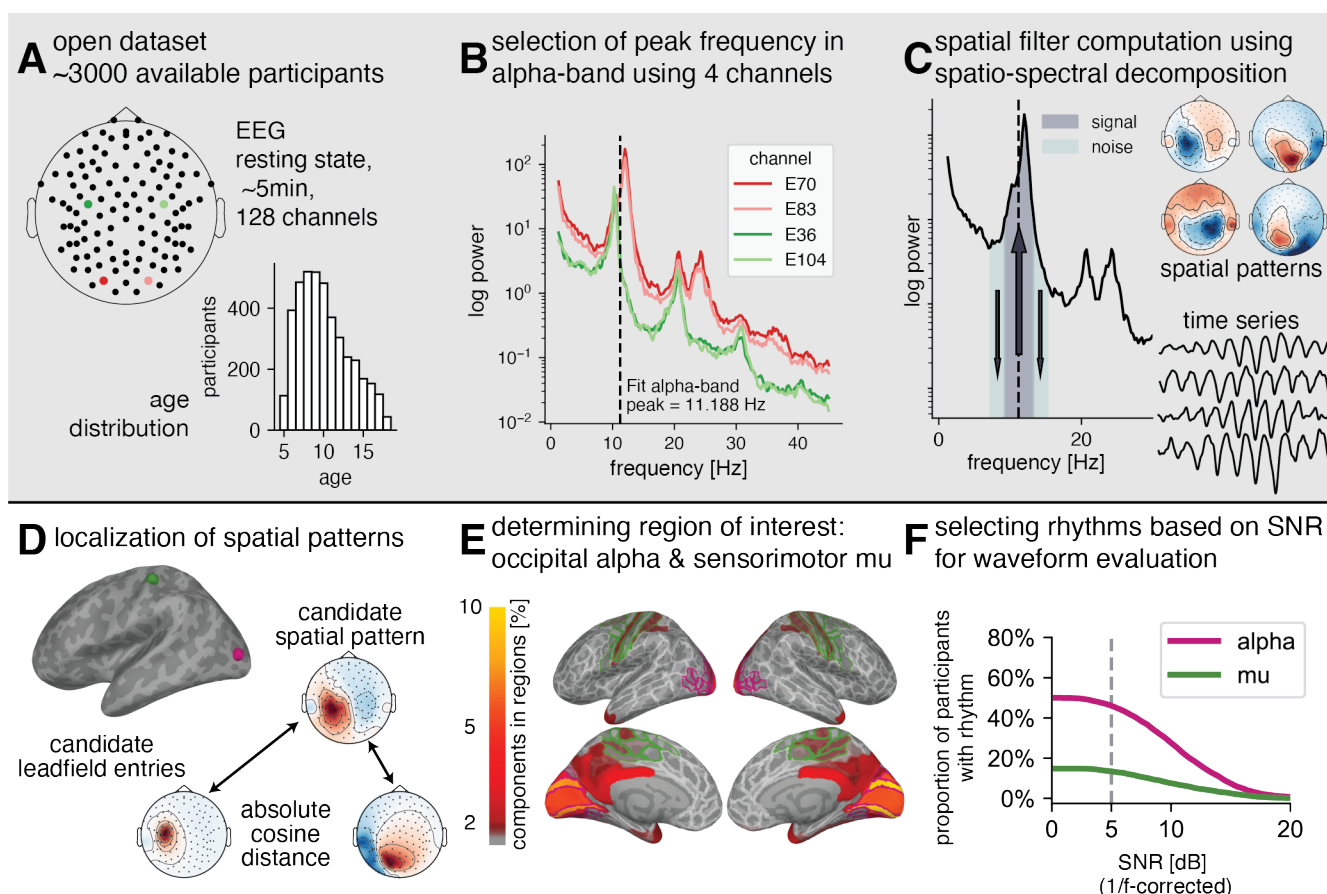 A open dataset
~3000 available participants
EEG
resting state,
~5min,
128 channels
participants
400
200
0
5
10
15
age
age
distribution
B selection of peak frequency in
alpha-band using 4 channels
log power
10²
10¹
10⁰
10⁻¹
10⁻²
channel
E70
E83
E36
E104
Fit alpha-band
peak = 11.188 Hz
0
10
20
30
40
frequency [Hz]
C spatial filter computation using
spatio-spectral decomposition
signal
noise
log power
0
20
frequency [Hz]
spatial patterns
time series
D localization of spatial patterns
candidate
spatial pattern
candidate
leadfield entries
absolute
cosine
distance
E determining region of interest:
occipital alpha & sensorimotor mu
10
5
2
components in regions [%]
F selecting rhythms based on SNR
for waveform evaluation
proportion of participants
with rhythm
80%
60%
40%
20%
0%
alpha
mu
0
5
10
20
SNR [dB]
(1/f-corrected)